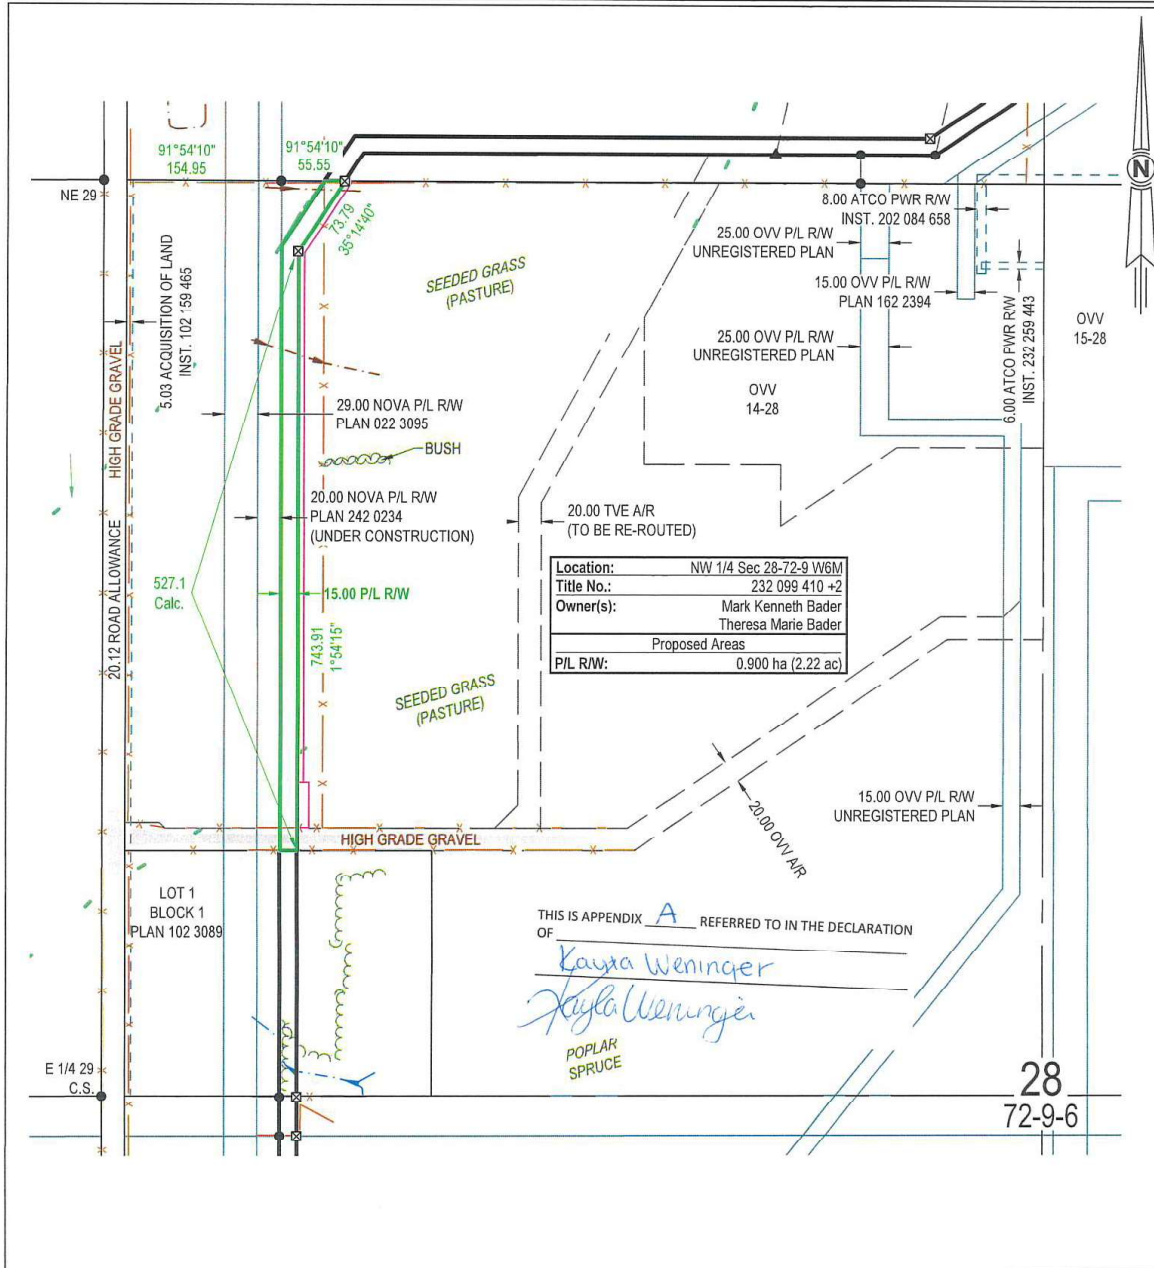 N
91°54'10"
154.95
91°54'10"
55.55
NE 29
73.79
35°14'40"
8.00 ATCO PWR R/W
INST. 202 084 658
25.00 OVV P/L R/W
UNREGISTERED PLAN
15.00 OVV P/L R/W
PLAN 162 2394
SEEDED GRASS
(PASTURE)
5.03 ACQUISITION OF LAND
INST. 102 159 465
HIGH GRADE GRAVEL
20.12 ROAD ALLOWANCE
25.00 OVV P/L R/W
UNREGISTERED PLAN
6.00 ATCO PWR R/W
INST. 232 259 443
OVV
15-28
OVV
14-28
29.00 NOVA P/L R/W
PLAN 022 3095
BUSH
20.00 NOVA P/L R/W
PLAN 242 0234
(UNDER CONSTRUCTION)
20.00 TVE A/R
(TO BE RE-ROUTED)
527.1
Calc.
15.00 P/L R/W
743.91
1°54'15"
Location: NW 1/4 Sec 28-72-9 W6M
Title No.: 232 099 410 +2
Owner(s): Mark Kenneth Bader
Theresa Marie Bader
Proposed Areas
P/L R/W: 0.900 ha (2.22 ac)
SEEDED GRASS
(PASTURE)
15.00 OVV P/L R/W
UNREGISTERED PLAN
20.00 OVV A/R
HIGH GRADE GRAVEL
LOT 1
BLOCK 1
PLAN 102 3089
THIS IS APPENDIX A REFERRED TO IN THE DECLARATION
OF
Kayla Weninger
Kayla Weninger
POPLAR
SPRUCE
E 1/4 29
C.S.
28
72-9-6